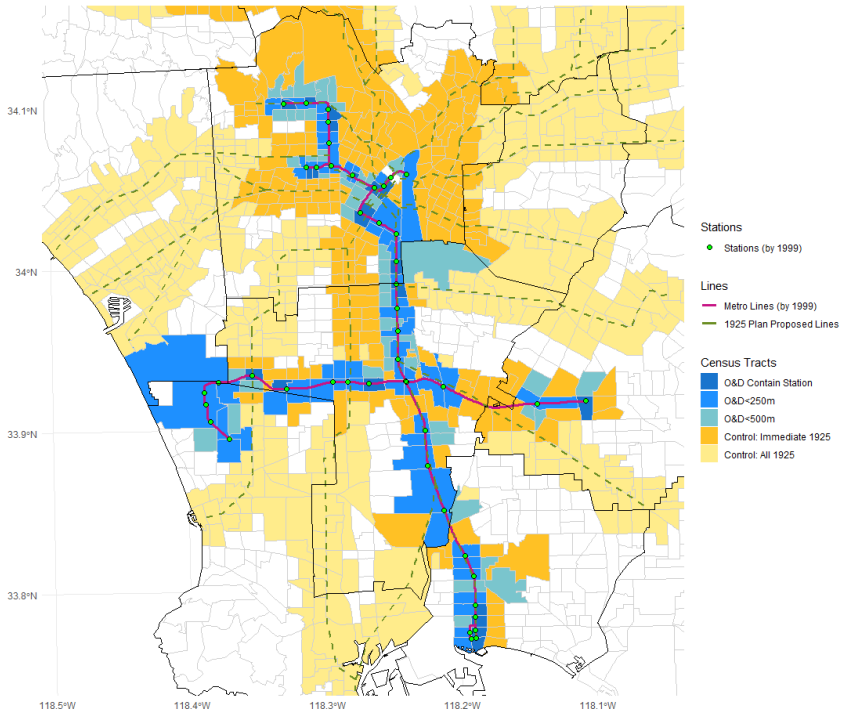 34.1°N
34°N
33.9°N
33.8°N
118.5°W
118.4°W
118.3°W
118.2°W
118.1°W
Stations
Stations (by 1999)
Lines
Metro Lines (by 1999)
1925 Plan Proposed Lines
Census Tracts
O&D Contain Station
O&D<250m
O&D<500m
Control: Immediate 1925
Control: All 1925